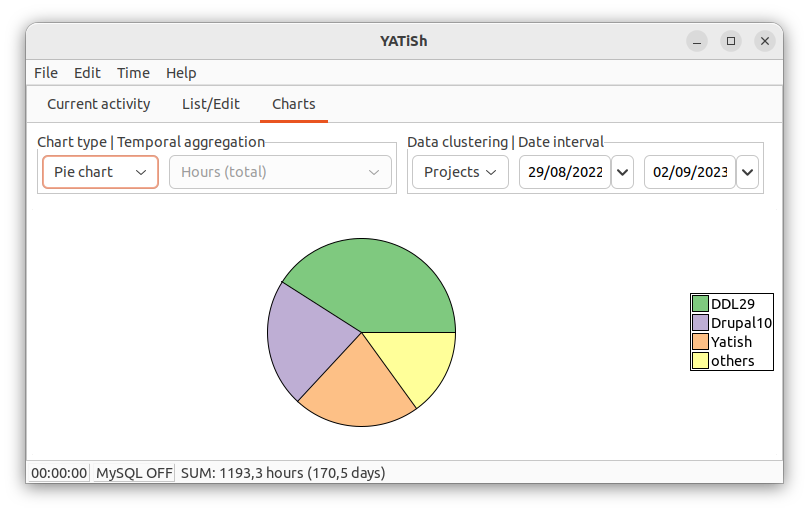 YATiSh
File Edit Time Help
Current activity List/Edit Charts
Chart type | Temporal aggregation Data clustering | Date interval
Pie chart Hours (total) Projects 29/08/2022 02/09/2023
DDL29
Drupal10
Yatish
others
00:00:00 MySQL OFF SUM: 1193,3 hours (170,5 days)